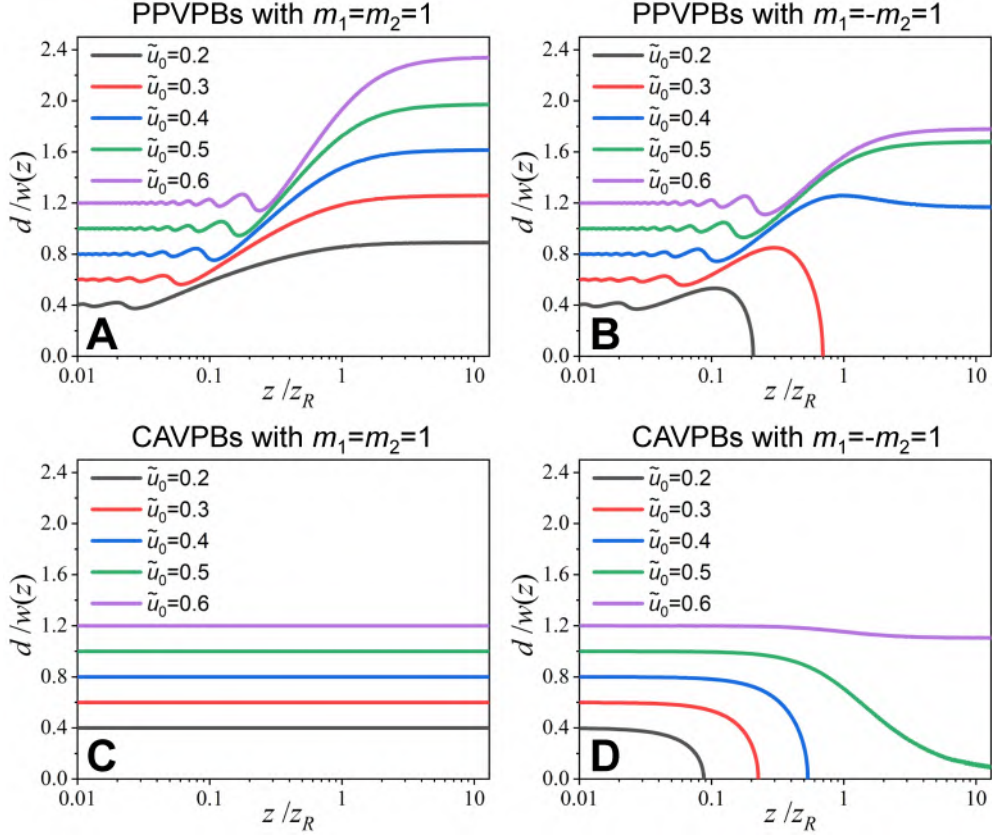 PPVPBs with m₁=m₂=1
2.4
2.0
1.6
1.2
0.8
0.4
0.0
d /w(z)
ũ₀=0.2
ũ₀=0.3
ũ₀=0.4
ũ₀=0.5
ũ₀=0.6
A
0.01
0.1
1
10
z /z_R
PPVPBs with m₁=-m₂=1
2.4
2.0
1.6
1.2
0.8
0.4
0.0
d /w(z)
ũ₀=0.2
ũ₀=0.3
ũ₀=0.4
ũ₀=0.5
ũ₀=0.6
B
0.01
0.1
1
10
z /z_R
CAVPBs with m₁=m₂=1
2.4
2.0
1.6
1.2
0.8
0.4
0.0
d /w(z)
ũ₀=0.2
ũ₀=0.3
ũ₀=0.4
ũ₀=0.5
ũ₀=0.6
C
0.01
0.1
1
10
z /z_R
CAVPBs with m₁=-m₂=1
2.4
2.0
1.6
1.2
0.8
0.4
0.0
d /w(z)
ũ₀=0.2
ũ₀=0.3
ũ₀=0.4
ũ₀=0.5
ũ₀=0.6
D
0.01
0.1
1
10
z /z_R